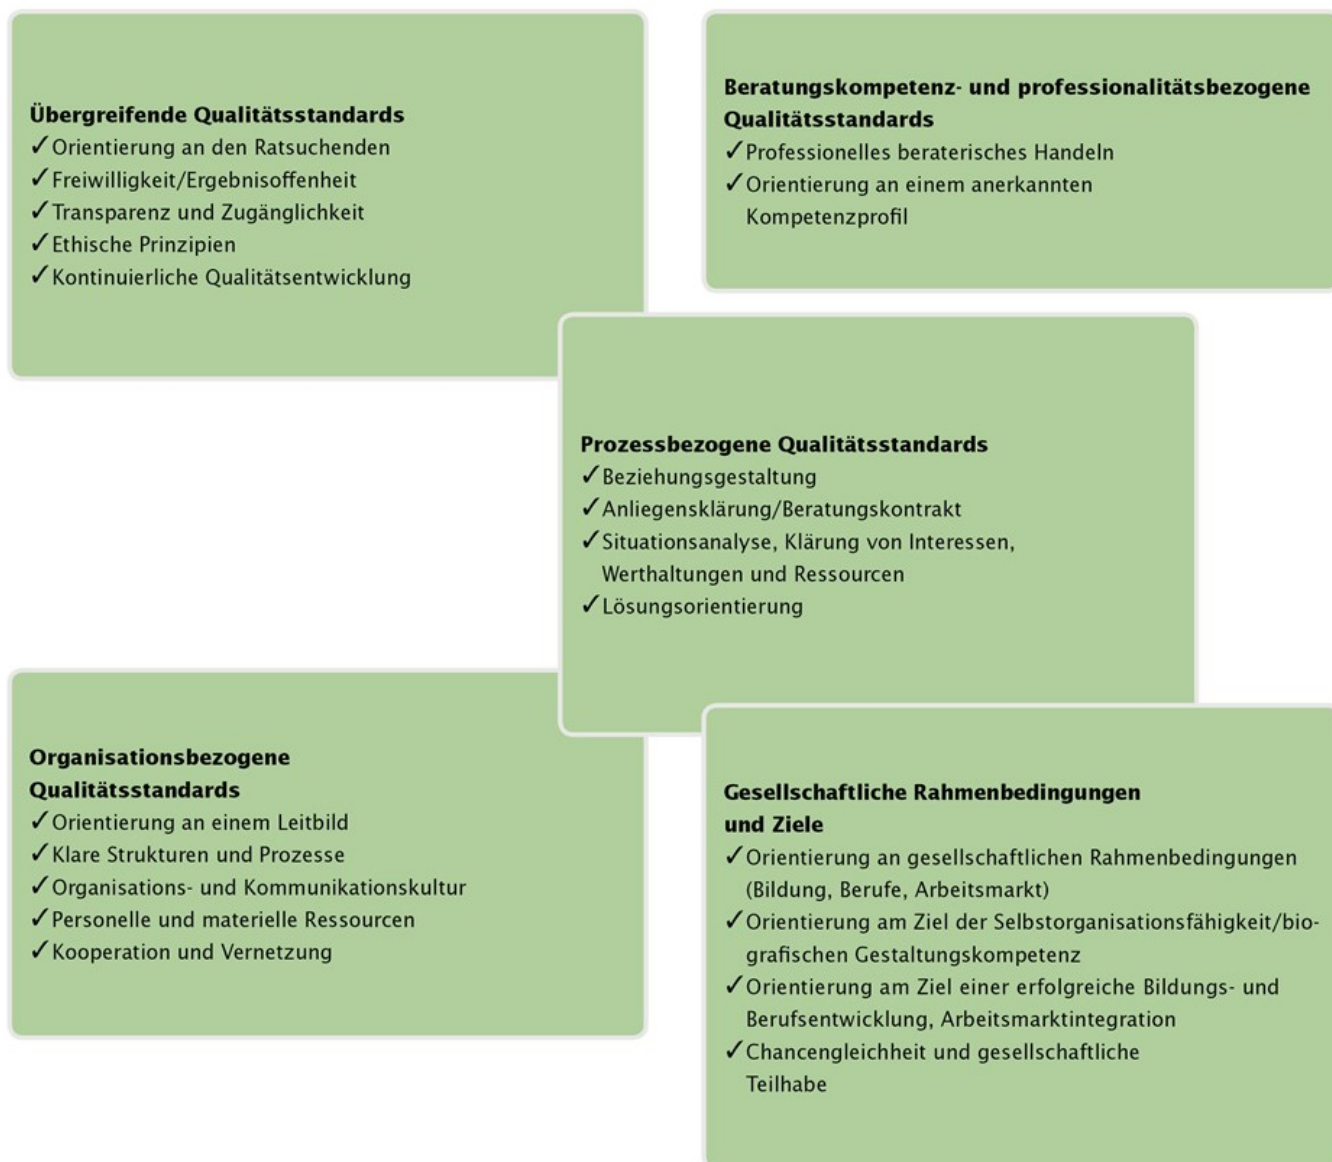 Übergreifende Qualitätsstandards
✓Orientierung an den Ratsuchenden
✓Freiwilligkeit/Ergebnisoffenheit
✓Transparenz und Zugänglichkeit
✓Ethische Prinzipien
✓Kontinuierliche Qualitätsentwicklung
Beratungskompetenz- und professionalitätsbezogene
Qualitätsstandards
✓Professionelles beraterisches Handeln
✓Orientierung an einem anerkannten
Kompetenzprofil
Prozessbezogene Qualitätsstandards
✓Beziehungsgestaltung
✓Anliegensklärung/Beratungskontrakt
✓Situationsanalyse, Klärung von Interessen,
Werthaltungen und Ressourcen
✓Lösungsorientierung
Organisationsbezogene
Qualitätsstandards
✓Orientierung an einem Leitbild
✓Klare Strukturen und Prozesse
✓Organisations- und Kommunikationskultur
✓Personelle und materielle Ressourcen
✓Kooperation und Vernetzung
Gesellschaftliche Rahmenbedingungen
und Ziele
✓Orientierung an gesellschaftlichen Rahmenbedingungen
(Bildung, Berufe, Arbeitsmarkt)
✓Orientierung am Ziel der Selbstorganisationsfähigkeit/bio-
grafischen Gestaltungskompetenz
✓Orientierung am Ziel einer erfolgreiche Bildungs- und
Berufsentwicklung, Arbeitsmarktintegration
✓Chancengleichheit und gesellschaftliche
Teilhabe